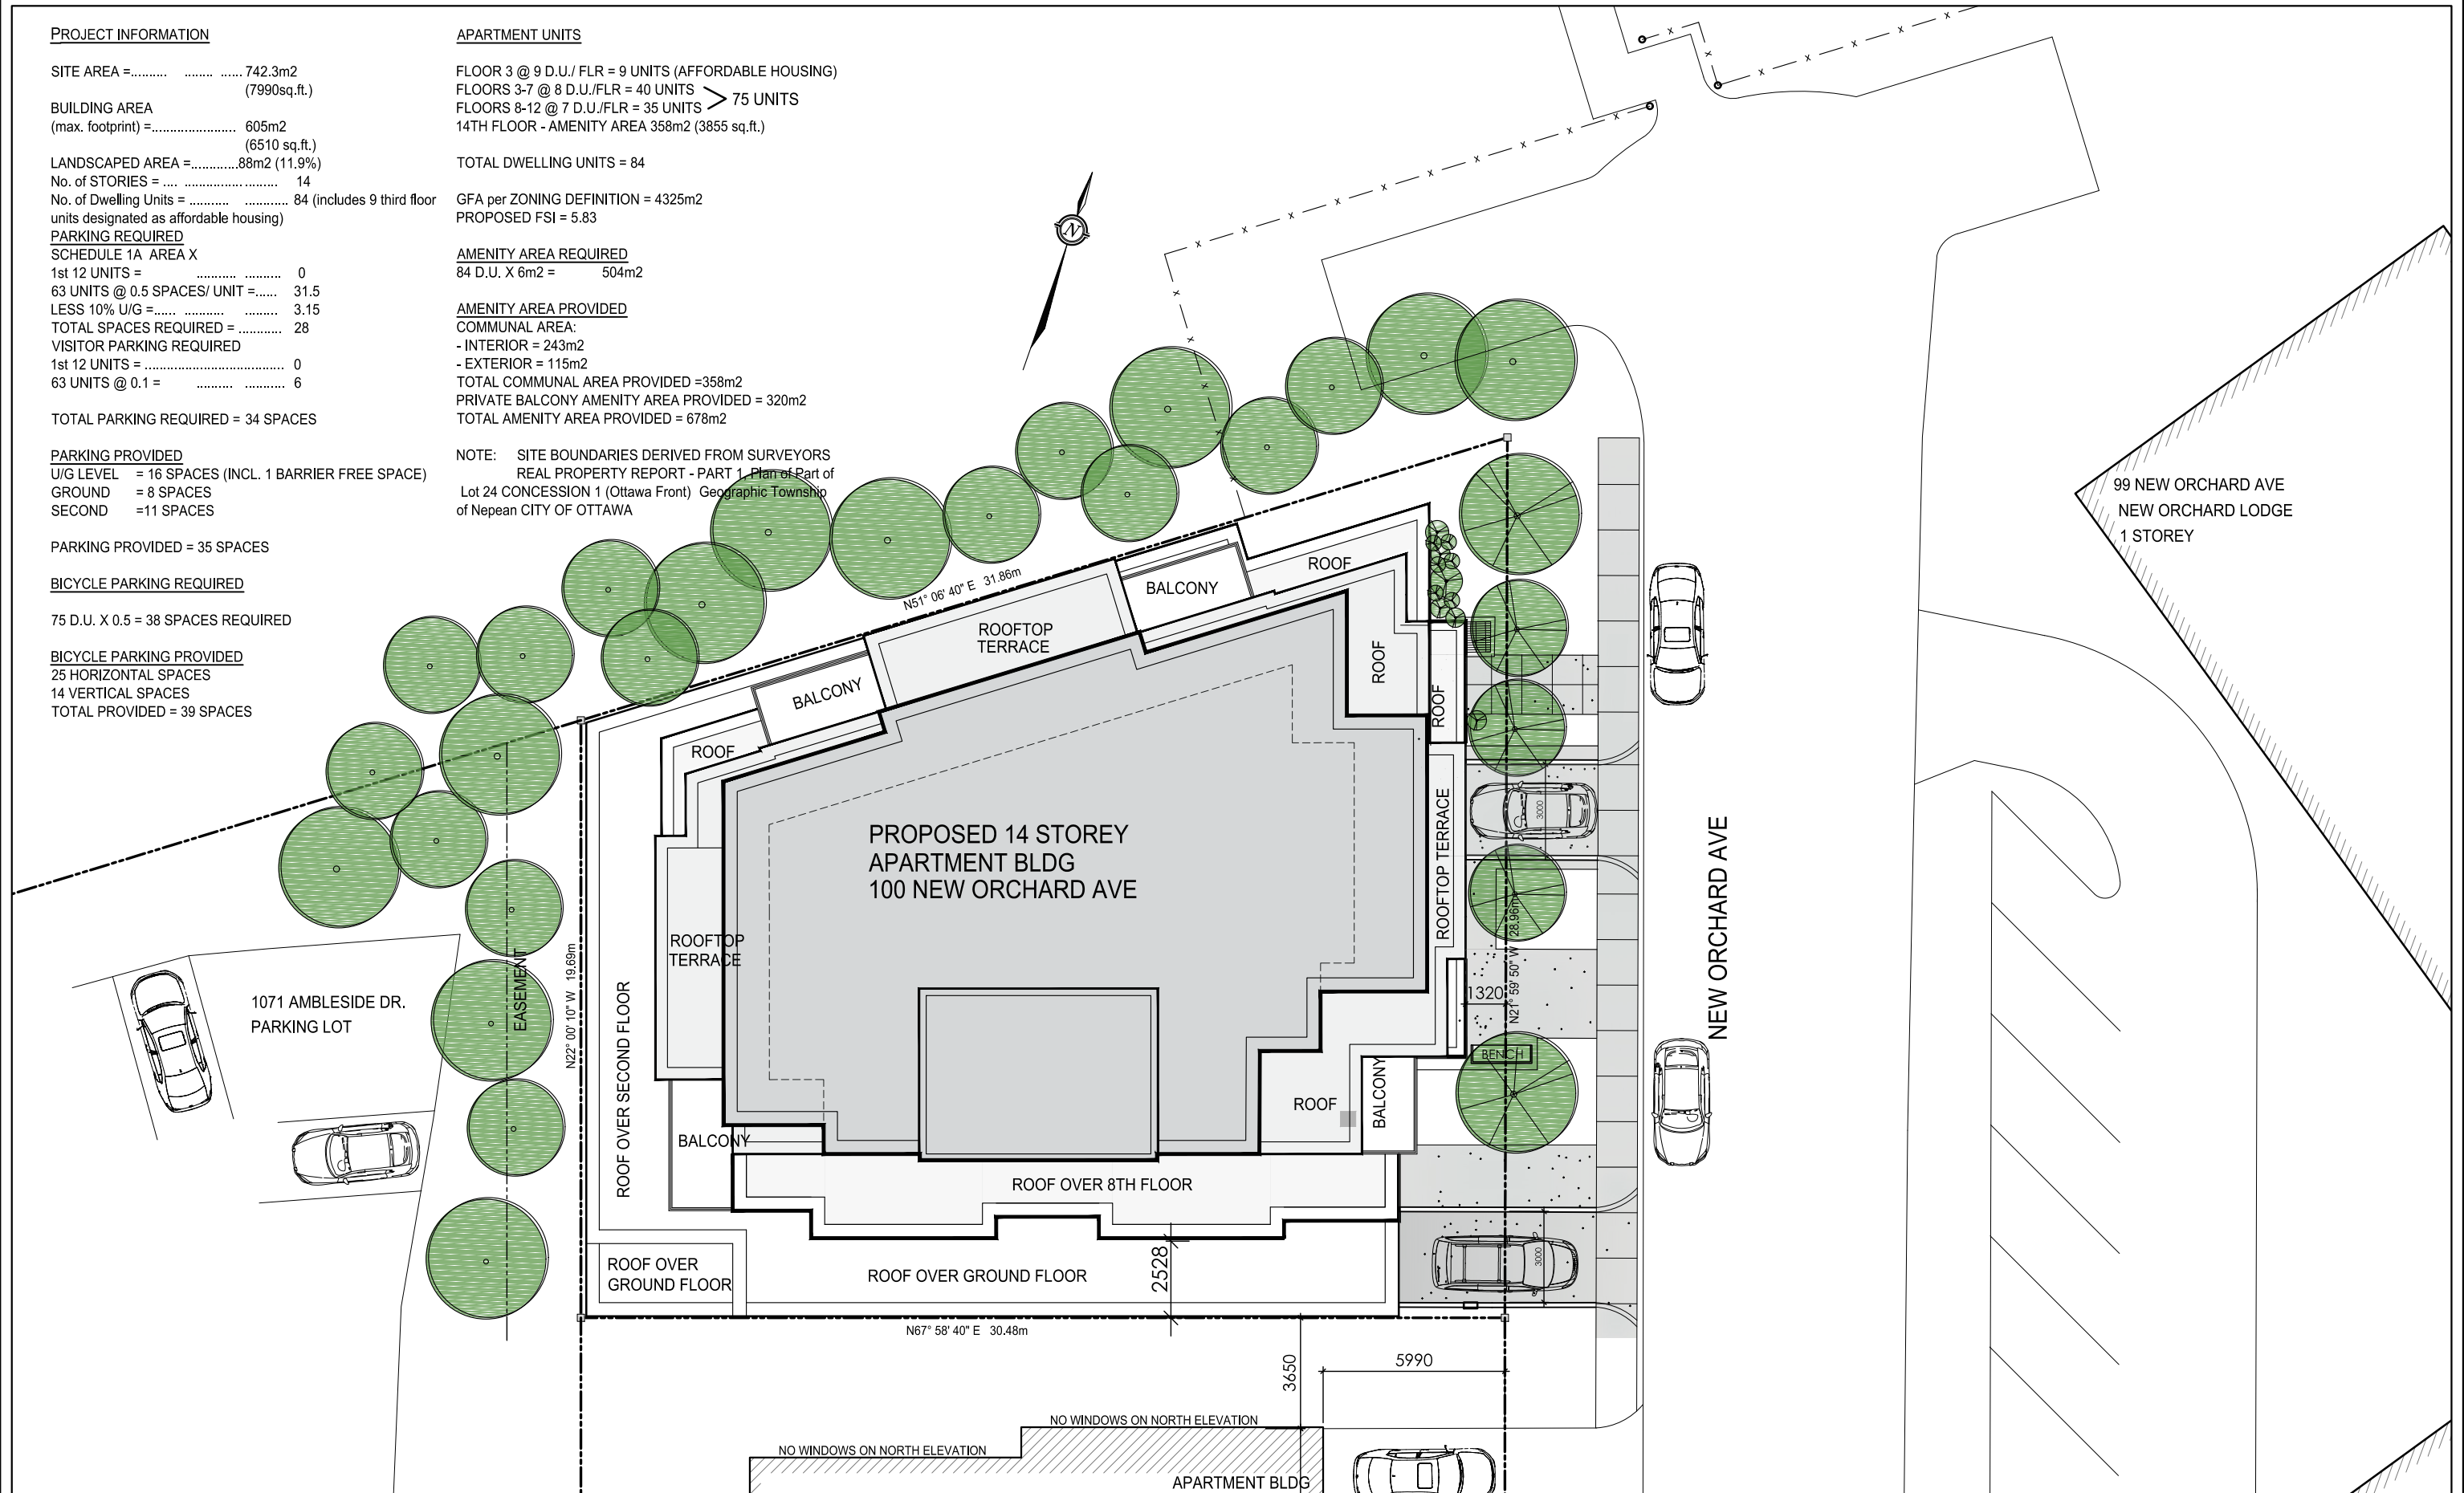 PROJECT INFORMATION
SITE AREA =.......... ........ ...... 742.3m2
(7990sq.ft.)
BUILDING AREA
(max. footprint) =....................... 605m2
(6510 sq.ft.)
LANDSCAPED AREA =.............88m2 (11.9%)
No. of STORIES = .... ................. ......... 14
No. of Dwelling Units = ........... ............ 84 (includes 9 third floor
units designated as affordable housing)
PARKING REQUIRED
SCHEDULE 1A AREA X
1st 12 UNITS = .......... .......... 0
63 UNITS @ 0.5 SPACES/ UNIT =...... 31.5
LESS 10% U/G =...... ........... ......... 3.15
TOTAL SPACES REQUIRED = ............ 28
VISITOR PARKING REQUIRED
1st 12 UNITS = ..................................... 0
63 UNITS @ 0.1 = .......... .......... 6
TOTAL PARKING REQUIRED = 34 SPACES
PARKING PROVIDED
U/G LEVEL = 16 SPACES (INCL. 1 BARRIER FREE SPACE)
GROUND = 8 SPACES
SECOND =11 SPACES
PARKING PROVIDED = 35 SPACES
BICYCLE PARKING REQUIRED
75 D.U. X 0.5 = 38 SPACES REQUIRED
BICYCLE PARKING PROVIDED
25 HORIZONTAL SPACES
14 VERTICAL SPACES
TOTAL PROVIDED = 39 SPACES
APARTMENT UNITS
FLOOR 3 @ 9 D.U./ FLR = 9 UNITS (AFFORDABLE HOUSING)
FLOORS 3-7 @ 8 D.U./FLR = 40 UNITS
FLOORS 8-12 @ 7 D.U./FLR = 35 UNITS
75 UNITS
14TH FLOOR - AMENITY AREA 358m2 (3855 sq.ft.)
TOTAL DWELLING UNITS = 84
GFA per ZONING DEFINITION = 4325m2
PROPOSED FSI = 5.83
AMENITY AREA REQUIRED
84 D.U. X 6m2 = 504m2
AMENITY AREA PROVIDED
COMMUNAL AREA:
- INTERIOR = 243m2
- EXTERIOR = 115m2
TOTAL COMMUNAL AREA PROVIDED =358m2
PRIVATE BALCONY AMENITY AREA PROVIDED = 320m2
TOTAL AMENITY AREA PROVIDED = 678m2
NOTE: SITE BOUNDARIES DERIVED FROM SURVEYORS
REAL PROPERTY REPORT - PART 1, Plan of Part of
Lot 24 CONCESSION 1 (Ottawa Front) Geographic Township
of Nepean CITY OF OTTAWA
N
99 NEW ORCHARD AVE
NEW ORCHARD LODGE
1 STOREY
N51° 06' 40" E 31.86m
ROOF
BALCONY
ROOFTOP
TERRACE
ROOF
BALCONY
ROOF
ROOF
PROPOSED 14 STOREY
APARTMENT BLDG
100 NEW ORCHARD AVE
ROOFTOP TERRACE
3000
NEW ORCHARD AVE
ROOFTOP
TERRACE
N21° 59' 50" W 28.96m
1320
EASEMENT
N22° 00' 10" W 19.69m
1071 AMBLESIDE DR.
PARKING LOT
ROOF OVER SECOND FLOOR
BENCH
ROOF
BALCONY
BALCONY
ROOF OVER 8TH FLOOR
ROOF OVER
GROUND FLOOR
ROOF OVER GROUND FLOOR
2528
3000
N67° 58' 40" E 30.48m
3650
5990
NO WINDOWS ON NORTH ELEVATION
NO WINDOWS ON NORTH ELEVATION
APARTMENT BLDG